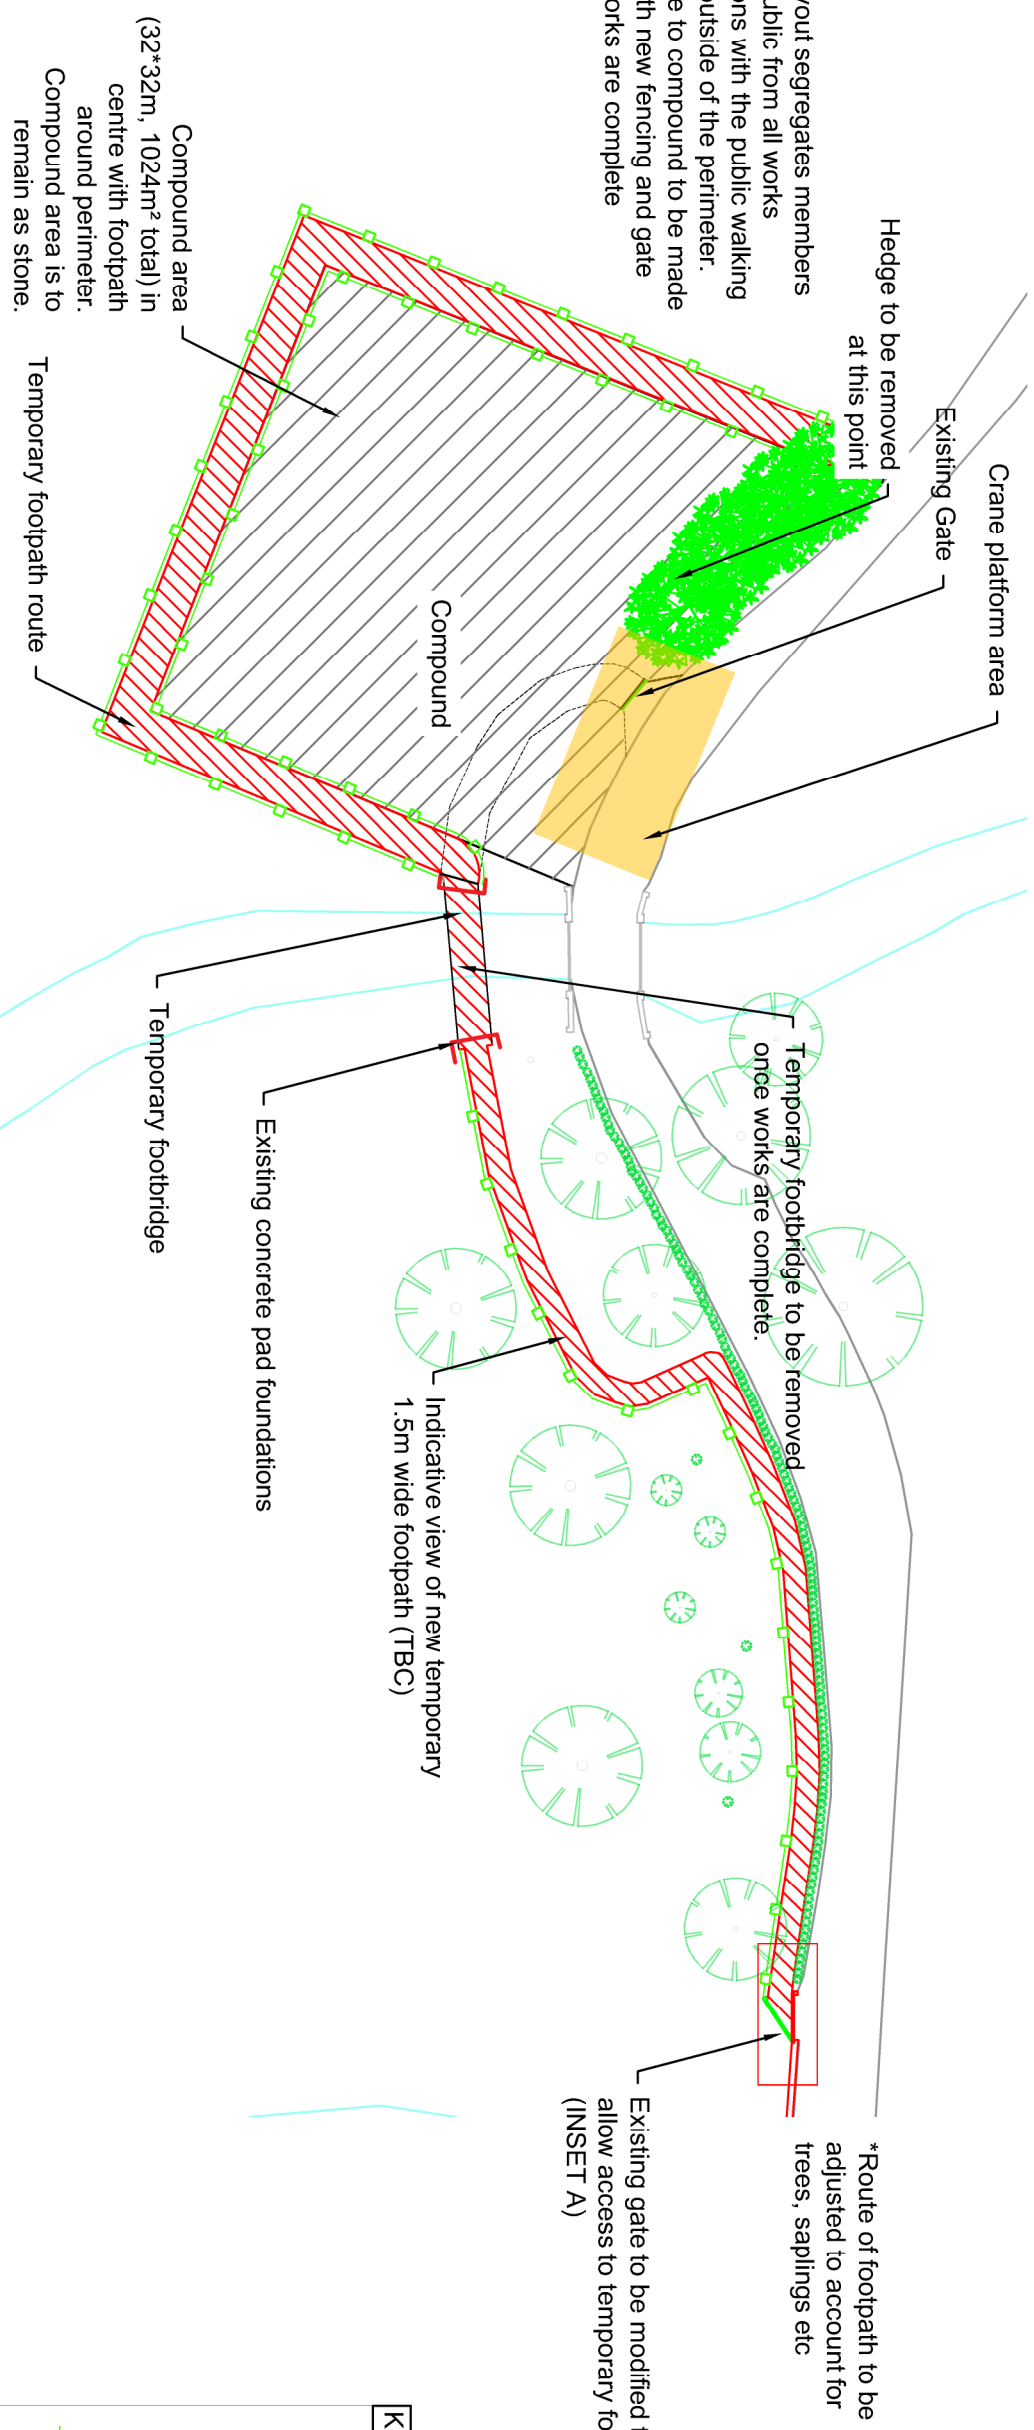 yout segregates members
ublic from all works
ons with the public walking
outside of the perimeter.
e to compound to be made
th new fencing and gate
orks are complete
Crane platform area
Existing Gate
Hedge to be removed
at this point
Compound
Compound area
(32*32m, 1024m² total) in
centre with footpath
around perimeter.
Compound area is to
remain as stone.
Temporary footpath route
Temporary footbridge to be removed
once works are complete.
Temporary footbridge
Existing concrete pad foundations
Indicative view of new temporary
1.5m wide footpath (TBC)
*Route of footpath to be
adjusted to account for
trees, saplings etc
Existing gate to be modified t
allow access to temporary fo
(INSET A)
K